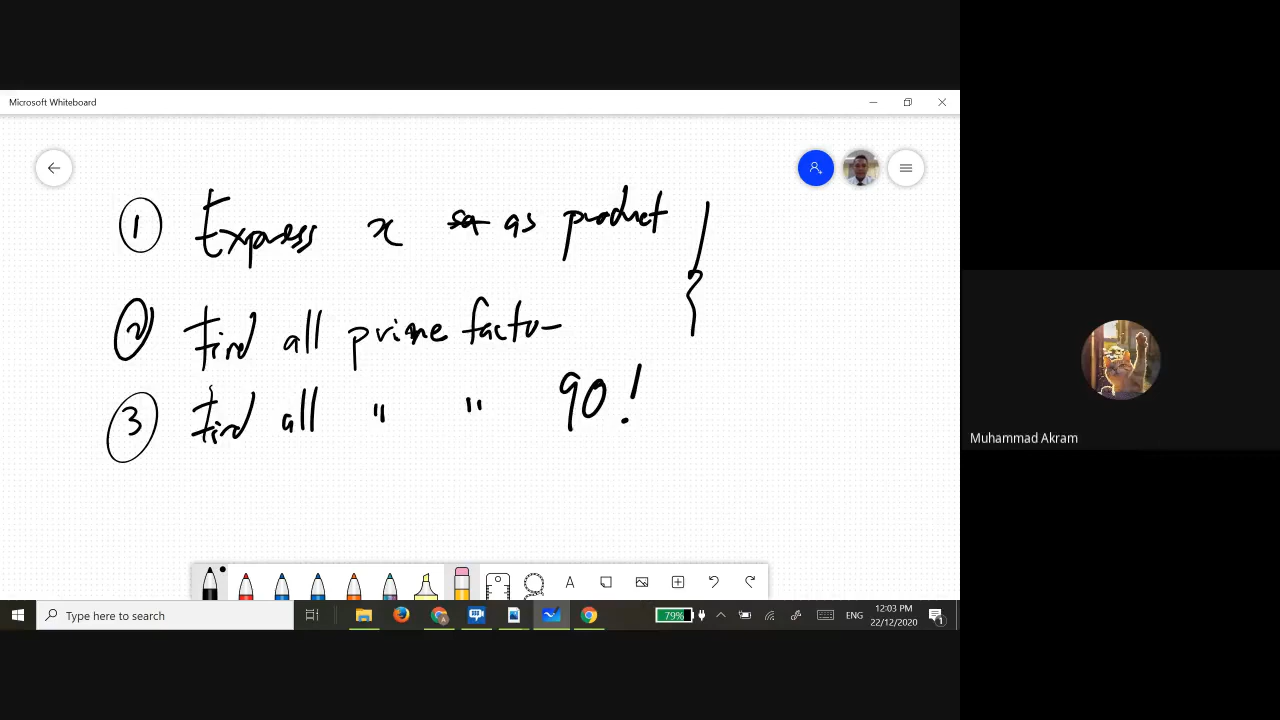 Microsoft Whiteboard
1 Express x as product
2 Find all prime facto
3 Find all " " 90!
Muhammad Akram
A
Type here to search
79%
ENG
12:03 PM
22/12/2020
1